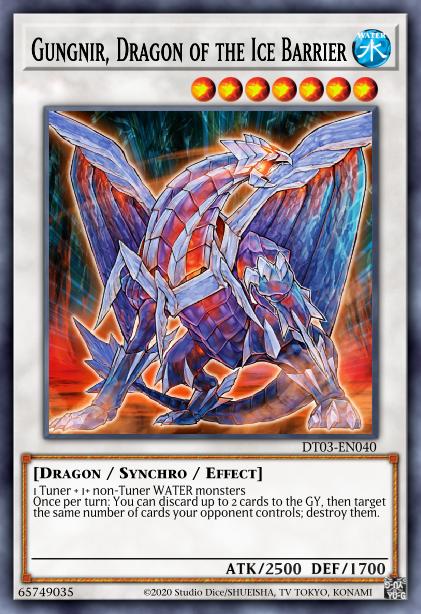 Gungnir, Dragon of the Ice Barrier
WATER
水
DT03-EN040
[Dragon / Synchro / Effect]
1 Tuner + 1+ non-Tuner WATER monsters
Once per turn: You can discard up to 2 cards to the GY, then target
the same number of cards your opponent controls; destroy them.
ATK/2500 DEF/1700
65749035
©2020 Studio Dice/SHUEISHA, TV TOKYO, KONAMI